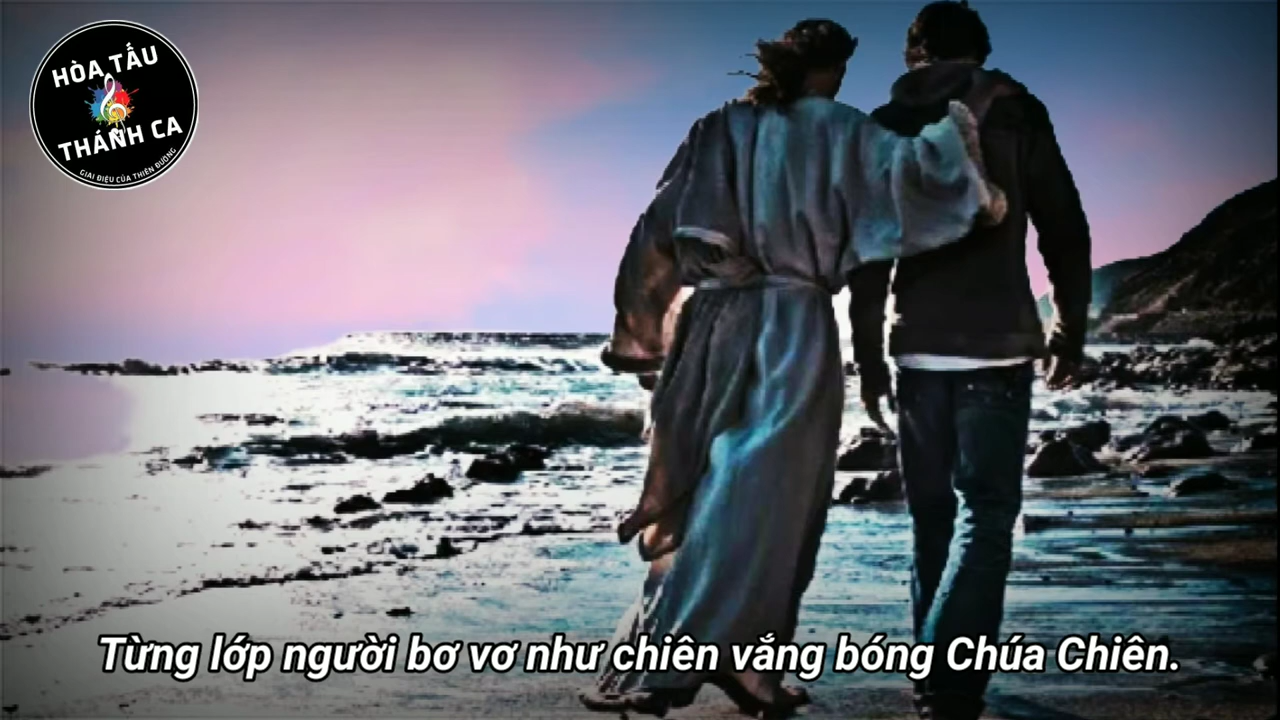 HÒA TẤU
THÁNH CA
GIAI ĐIỆU CỦA THIÊN ĐƯỜNG
Từng lớp người bơ vơ như chiên vắng bóng Chúa Chiên.